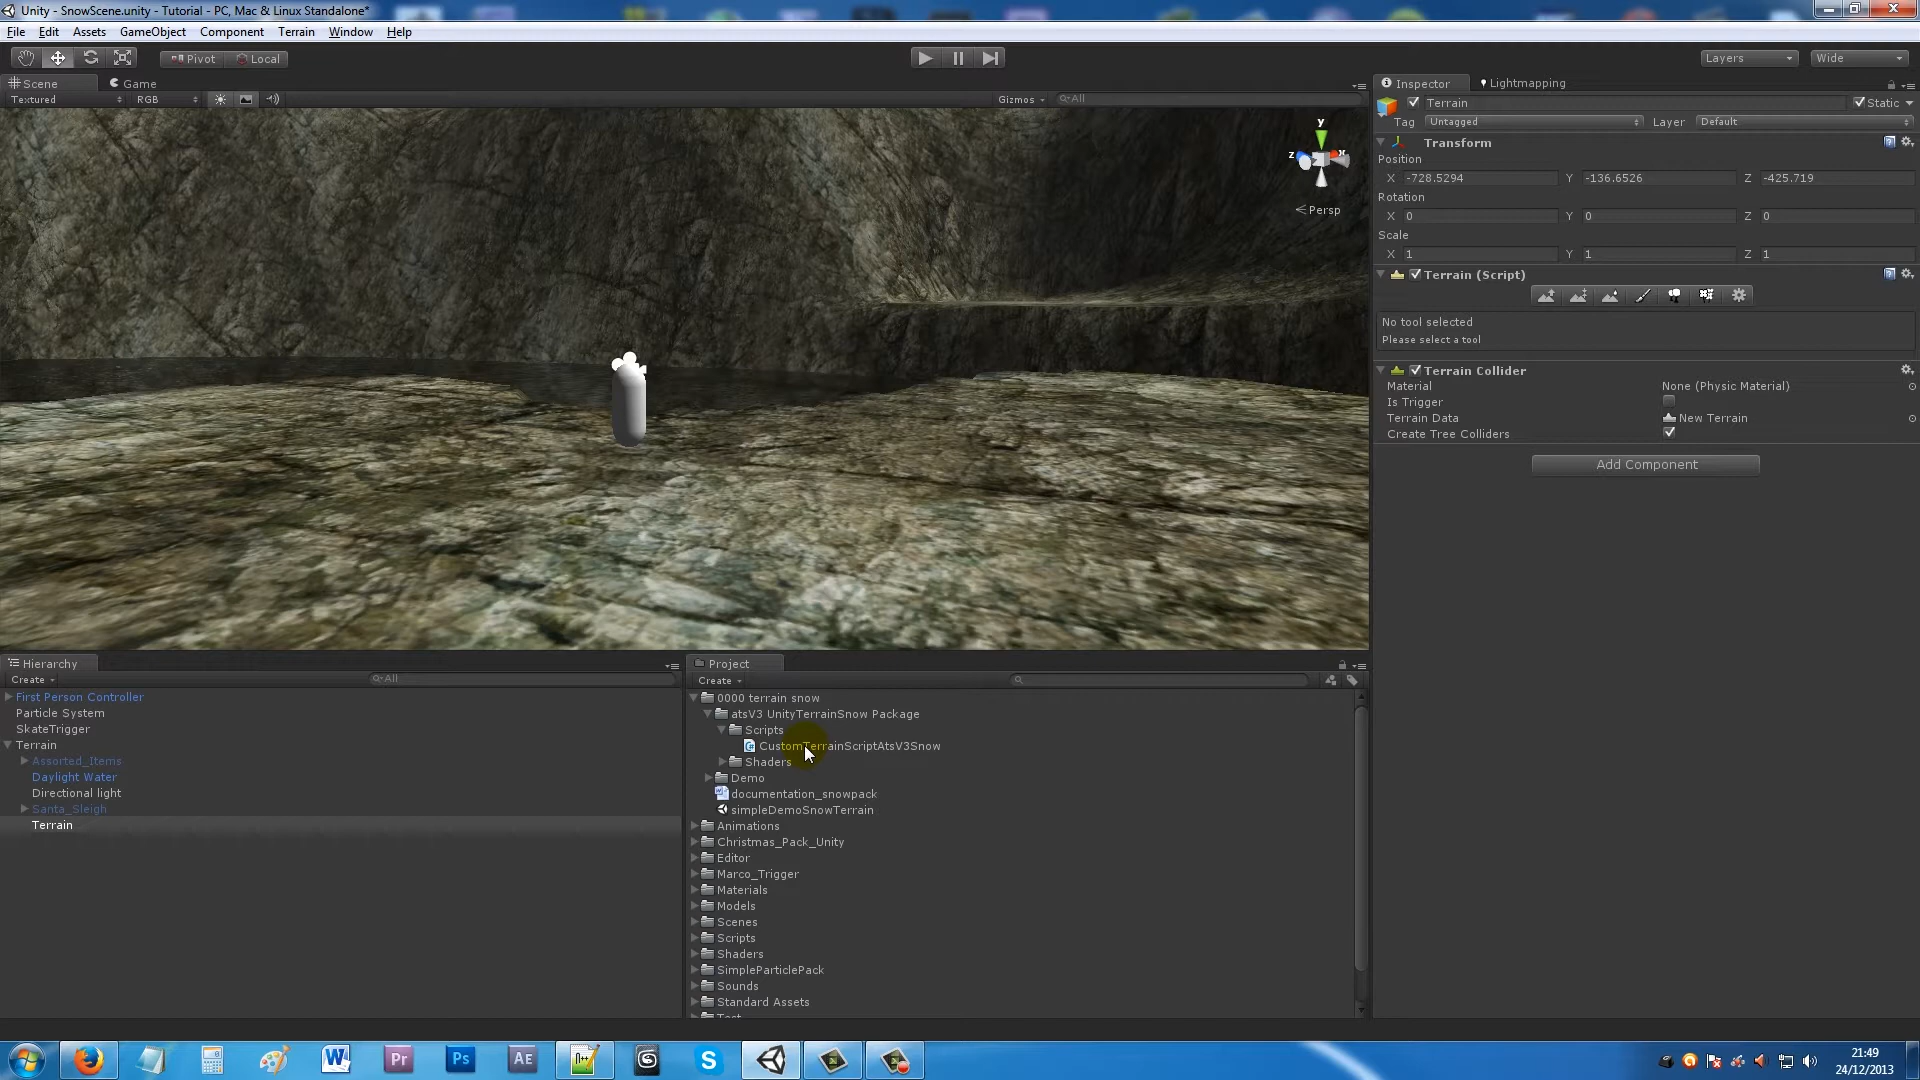 Unity - SnowScene.unity - Tutorial - PC, Mac & Linux Standalone*
File Edit Assets GameObject Component Terrain Window Help
Pivot Local Layers Wide
Scene Game
Textured RGB Gizmos All
y
z x
Persp
Inspector Lightmapping
Terrain Static
Tag Untagged Layer Default
Transform
Position
X -728.5294 Y -136.6526 Z -425.719
Rotation
X 0 Y 0 Z 0
Scale
X 1 Y 1 Z 1
Terrain (Script)
No tool selected
Please select a tool
Terrain Collider
Material None (Physic Material)
Is Trigger
Terrain Data New Terrain
Create Tree Colliders
Add Component
Hierarchy
Create All
First Person Controller
Particle System
SkateTrigger
Terrain
Assorted_Items
Daylight Water
Directional light
Santa_Sleigh
Terrain
Project
Create
0000 terrain snow
atsV3 UnityTerrainSnow Package
Scripts
CustomTerrainScriptAtsV3Snow
Shaders
Demo
documentation_snowpack
simpleDemoSnowTerrain
Animations
Christmas_Pack_Unity
Editor
Marco_Trigger
Materials
Models
Scenes
Scripts
Shaders
SimpleParticlePack
Sounds
Standard Assets
W Pr Ps Ae S
21:49
24/12/2013